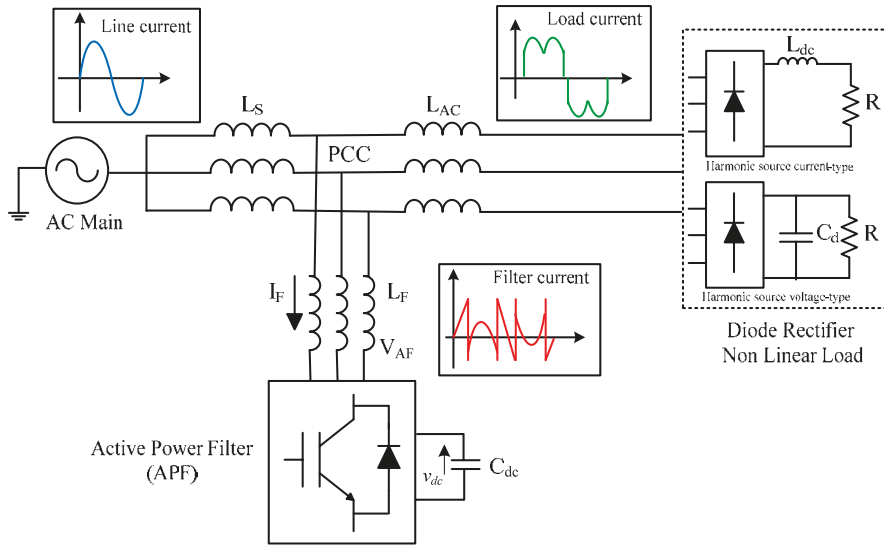 Line current
Load current
L_dc
R
L_S
L_AC
PCC
Harmonic source current-type
AC Main
C_d
R
I_F
L_F
Filter current
Harmonic source voltage-type
V_AF
Diode Rectifier
Non Linear Load
Active Power Filter
(APF)
v_dc
C_dc